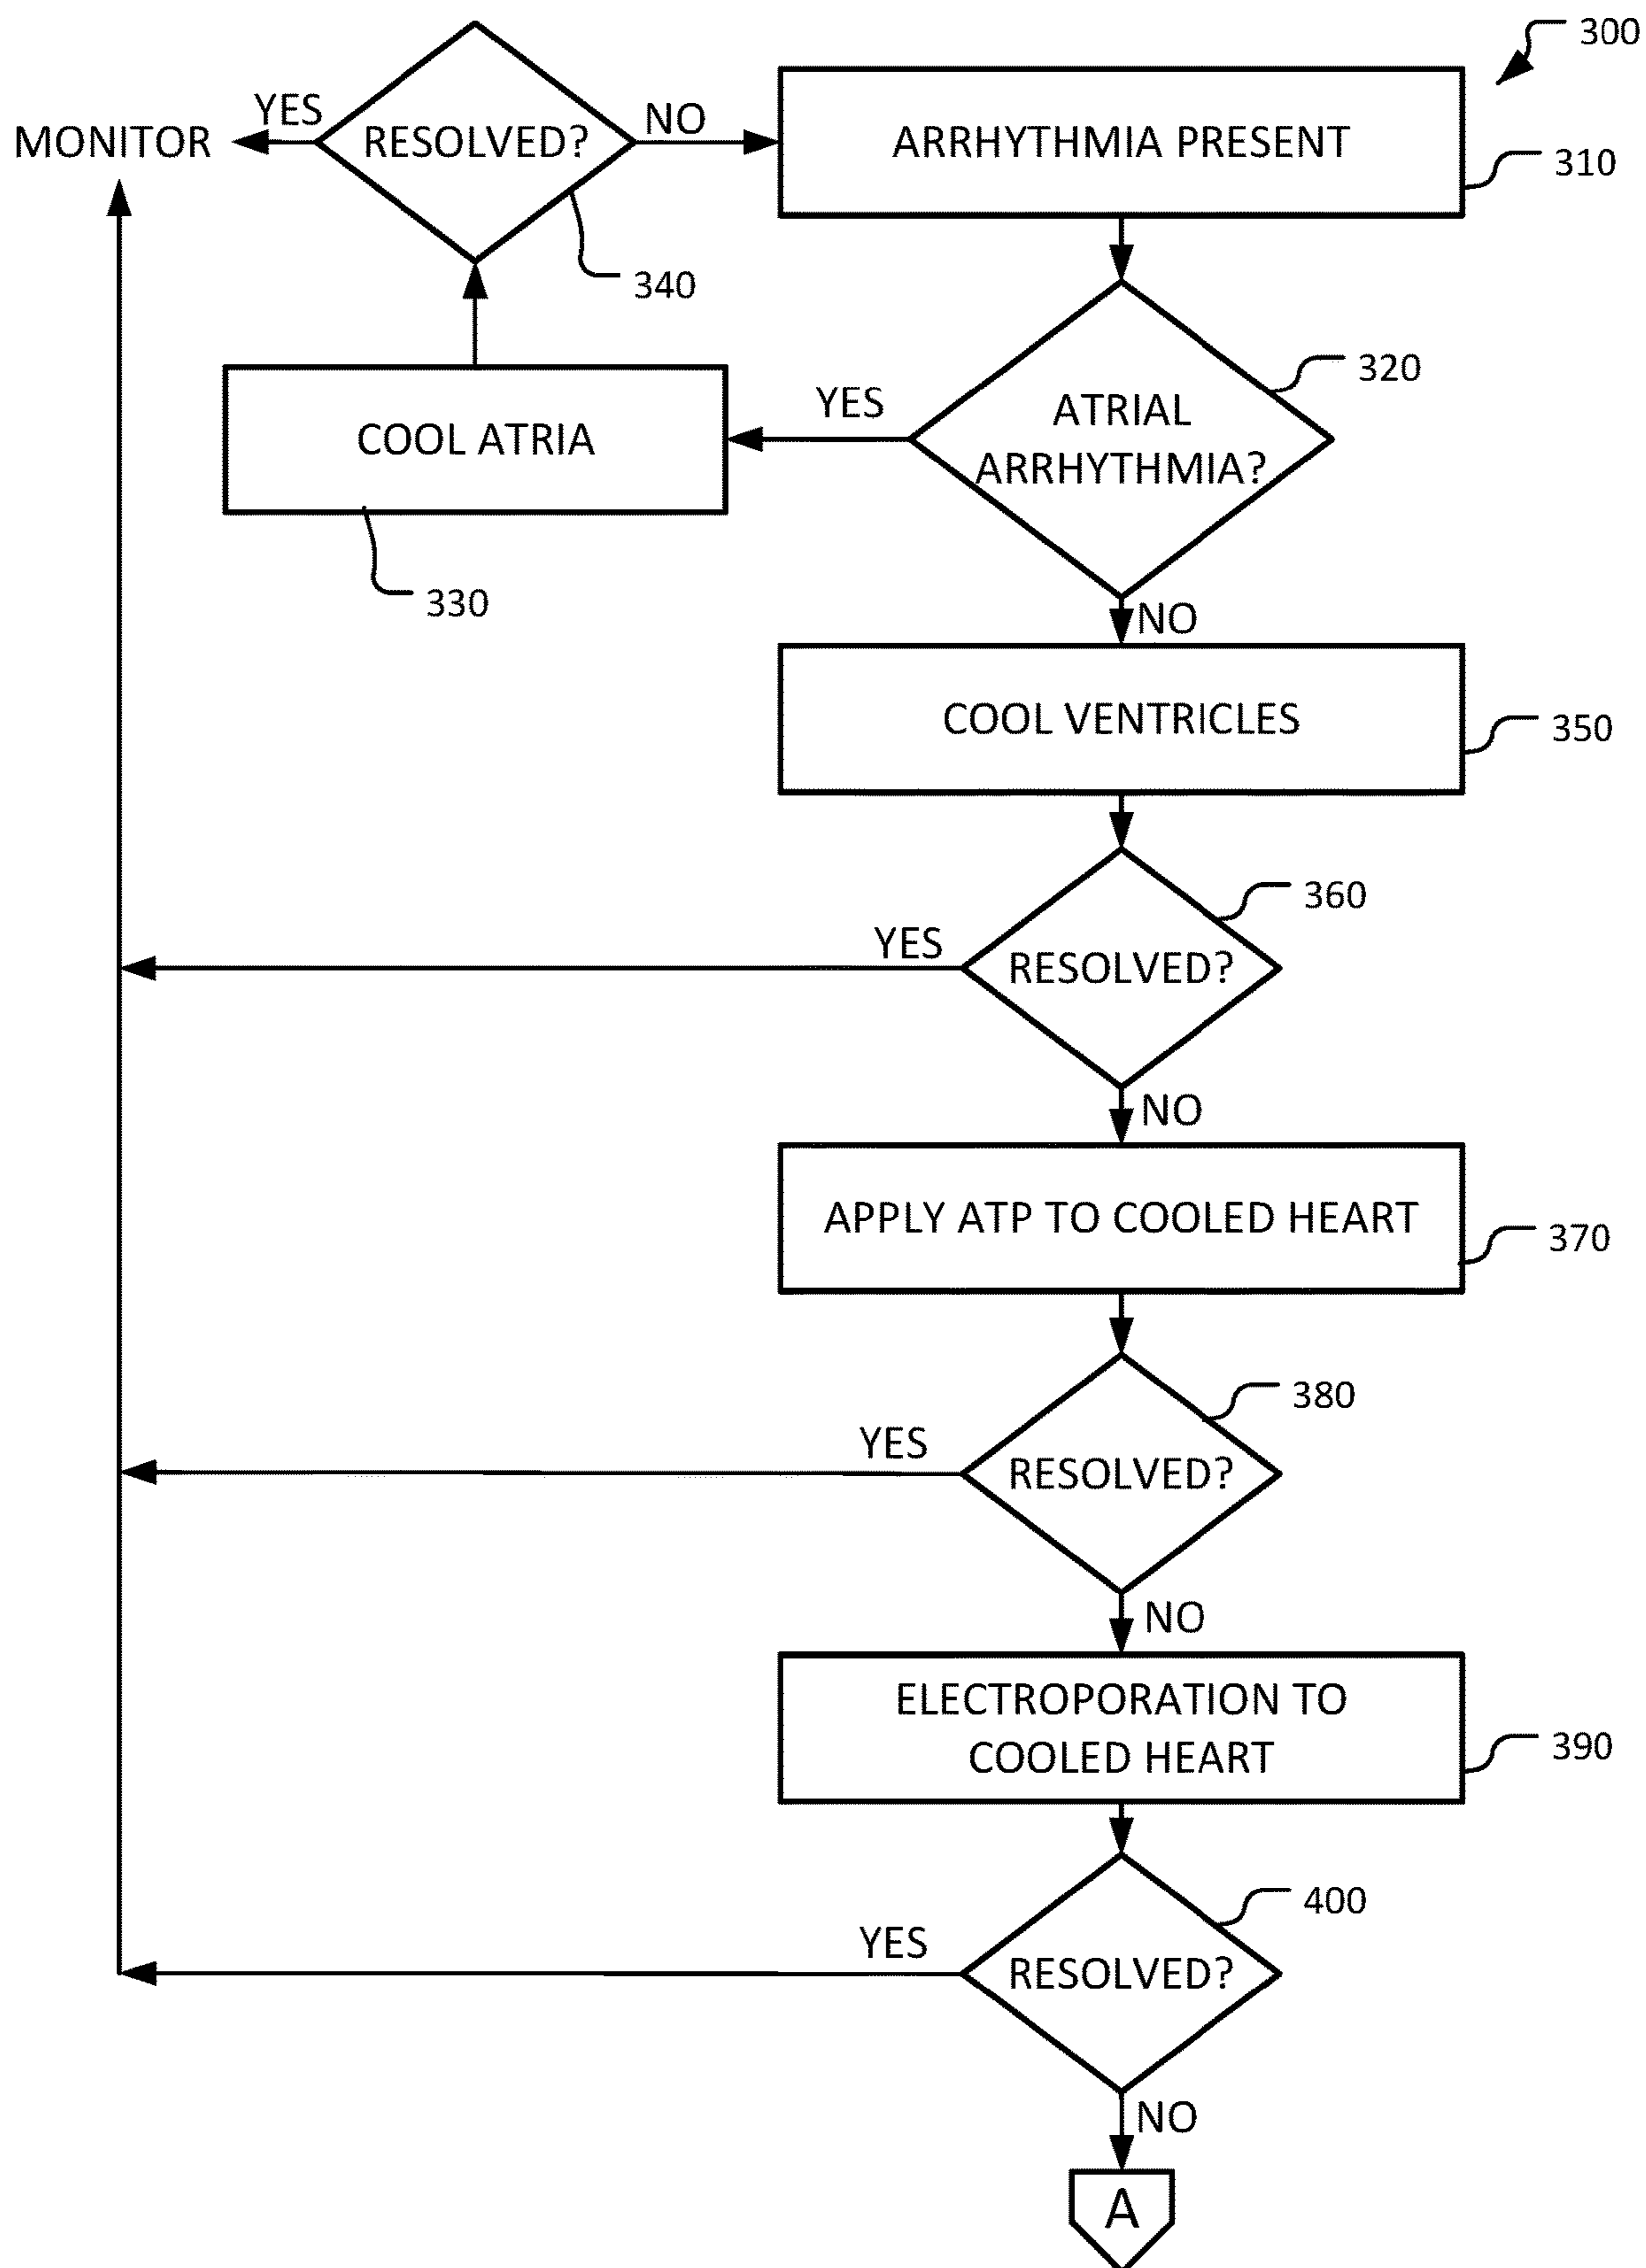 300
YES
NO
MONITOR
RESOLVED?
ARRHYTHMIA PRESENT
310
340
320
YES
ATRIAL
ARRHYTHMIA?
COOL ATRIA
330
NO
COOL VENTRICLES
350
360
YES
RESOLVED?
NO
APPLY ATP TO COOLED HEART
370
380
YES
RESOLVED?
NO
ELECTROPORATION TO
COOLED HEART
390
400
YES
RESOLVED?
NO
A